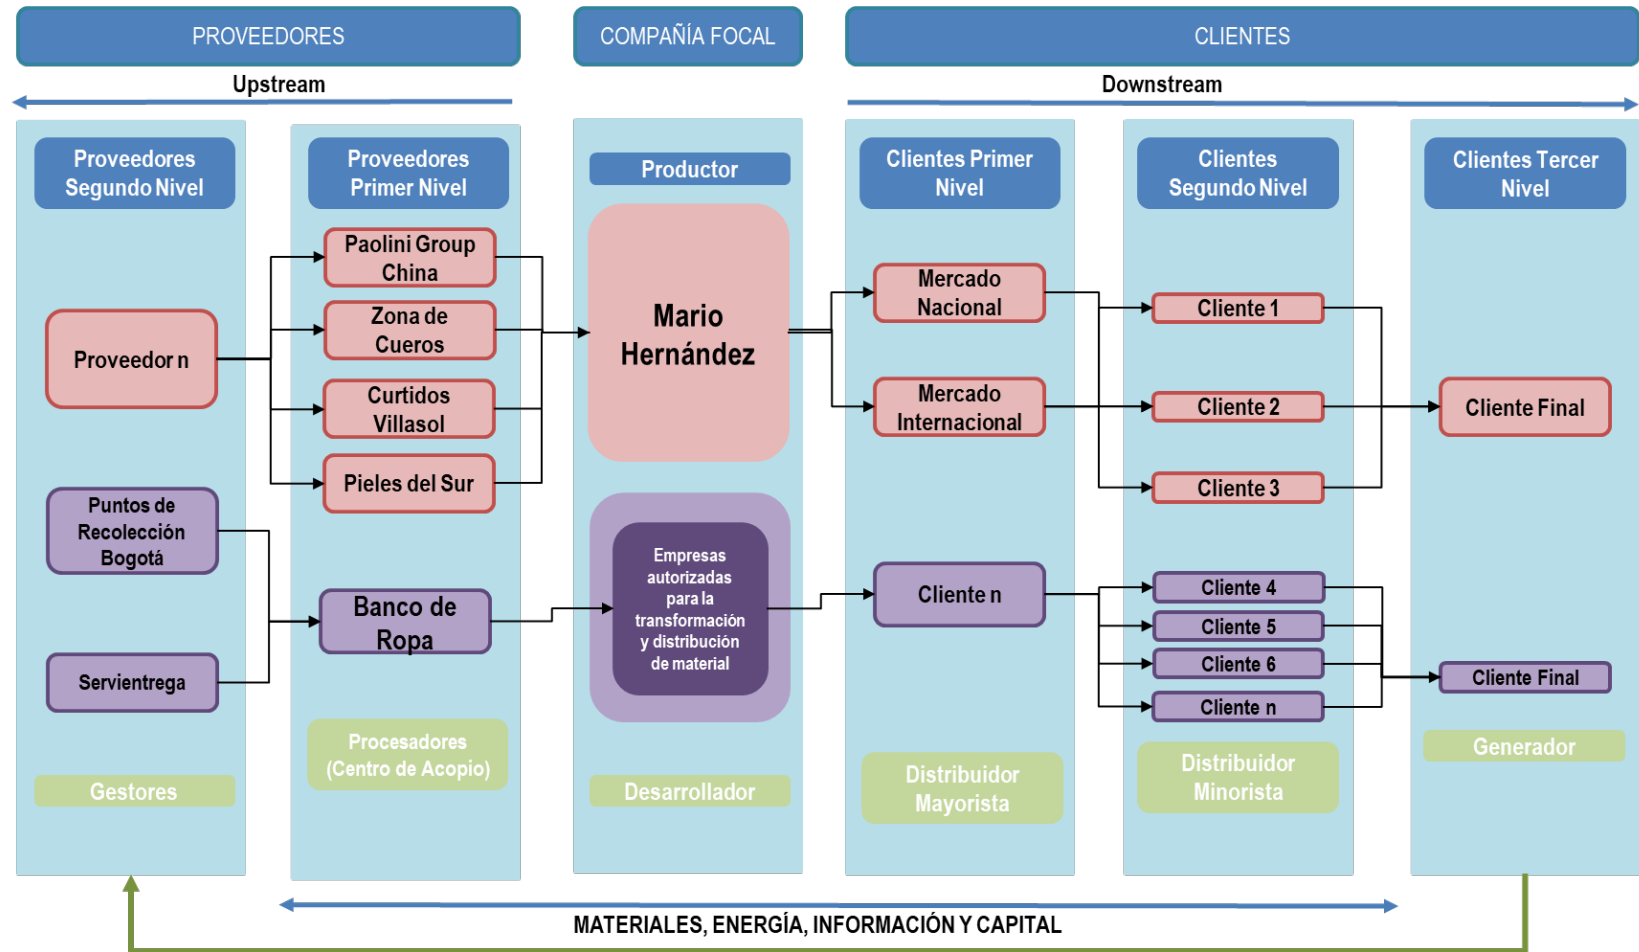 PROVEEDORES
COMPAÑÍA FOCAL
CLIENTES
Upstream
Downstream
Proveedores
Segundo Nivel
Proveedor n
Puntos de
Recolección
Bogotá
Servientrega
Gestores
Proveedores
Primer Nivel
Paolini Group
China
Zona de
Cueros
Curtidos
Villasol
Pieles del Sur
Banco de
Ropa
Procesadores
(Centro de Acopio)
Productor
Mario
Hernández
Empresas
autorizadas
para la
transformación
y distribución
de material
Desarrollador
Clientes Primer
Nivel
Mercado
Nacional
Mercado
Internacional
Cliente n
Distribuidor
Mayorista
Clientes
Segundo Nivel
Cliente 1
Cliente 2
Cliente 3
Cliente 4
Cliente 5
Cliente 6
Cliente n
Distribuidor
Minorista
Clientes Tercer
Nivel
Cliente Final
Cliente Final
Generador
MATERIALES, ENERGÍA, INFORMACIÓN Y CAPITAL